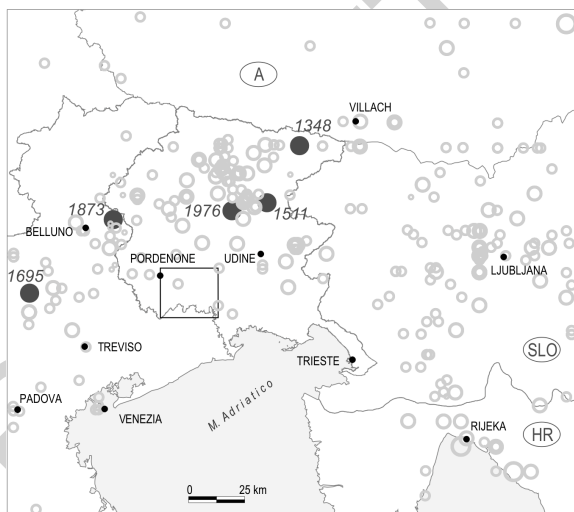 A
VILLACH
1348
1873
1976
1511
BELLUNO
PORDENONE
UDINE
1695
LJUBLJANA
TREVISO
TRIESTE
SLO
PADOVA
M. Adriatico
VENEZIA
RIJEKA
HR
0 25 km